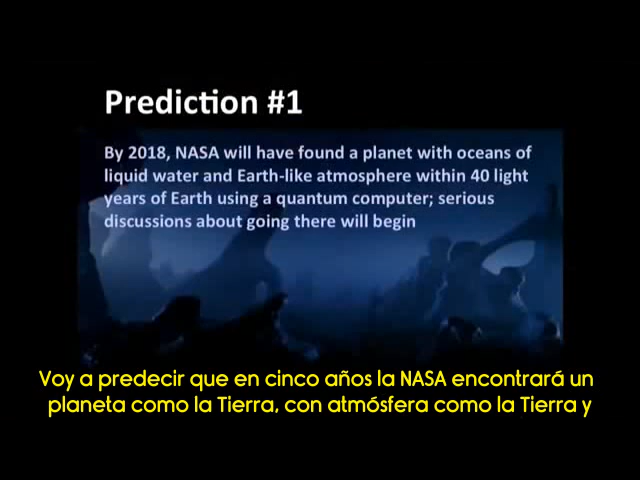 Prediction #1
By 2018, NASA will have found a planet with oceans of
liquid water and Earth-like atmosphere within 40 light
years of Earth using a quantum computer; serious
discussions about going there will begin
Voy a predecir que en cinco años la NASA encontrará un
planeta como la Tierra, con atmósfera como la Tierra y